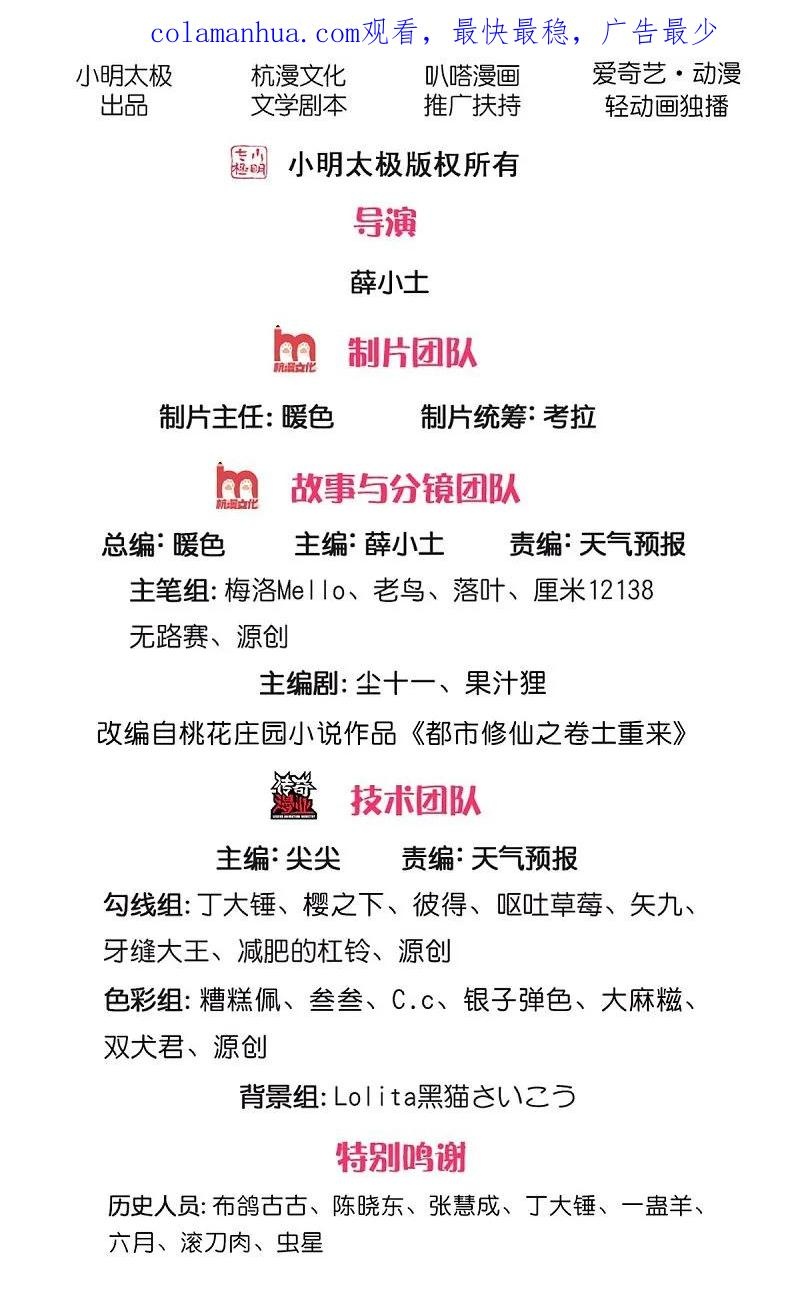 colamanhua.com观看，最快最稳，广告最少
小明太极 杭漫文化 叭嗒漫画 爱奇艺·动漫
出品 文学剧本 推广扶持 轻动画独播
小明太极 小明太极版权所有
导演
薛小土
杭漫文化 制片团队
制片主任: 暖色 制片统筹: 考拉
杭漫文化 故事与分镜团队
总编: 暖色 主编: 薛小土 责编: 天气预报
主笔组: 梅洛Mello、老鸟、落叶、厘米12138
无路赛、源创
主编剧: 尘十一、果汁狸
改编自桃花庄园小说作品《都市修仙之卷土重来》
传奇漫业 技术团队
主编: 尖尖 责编: 天气预报
勾线组: 丁大锤、樱之下、彼得、呕吐草莓、矢九、
牙缝大王、减肥的杠铃、源创
色彩组: 糟糕佩、叁叁、C.c、银子弹色、大麻糍、
双犬君、源创
背景组: Lolita黑猫さいこう
特别鸣谢
历史人员: 布鸽古古、陈晓东、张慧成、丁大锤、一蛊羊、
六月、滚刀肉、虫星